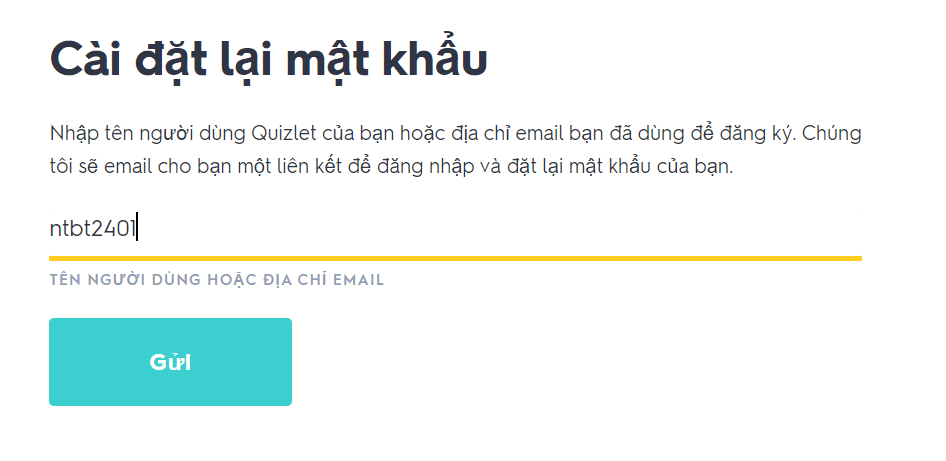 Cài đặt lại mật khẩu
Nhập tên người dùng Quizlet của bạn hoặc địa chỉ email bạn đã dùng để đăng ký. Chúng
tôi sẽ email cho bạn một liên kết để đăng nhập và đặt lại mật khẩu của bạn.
ntbt2401
TÊN NGƯỜI DÙNG HOẶC ĐỊA CHỈ EMAIL
Gửi